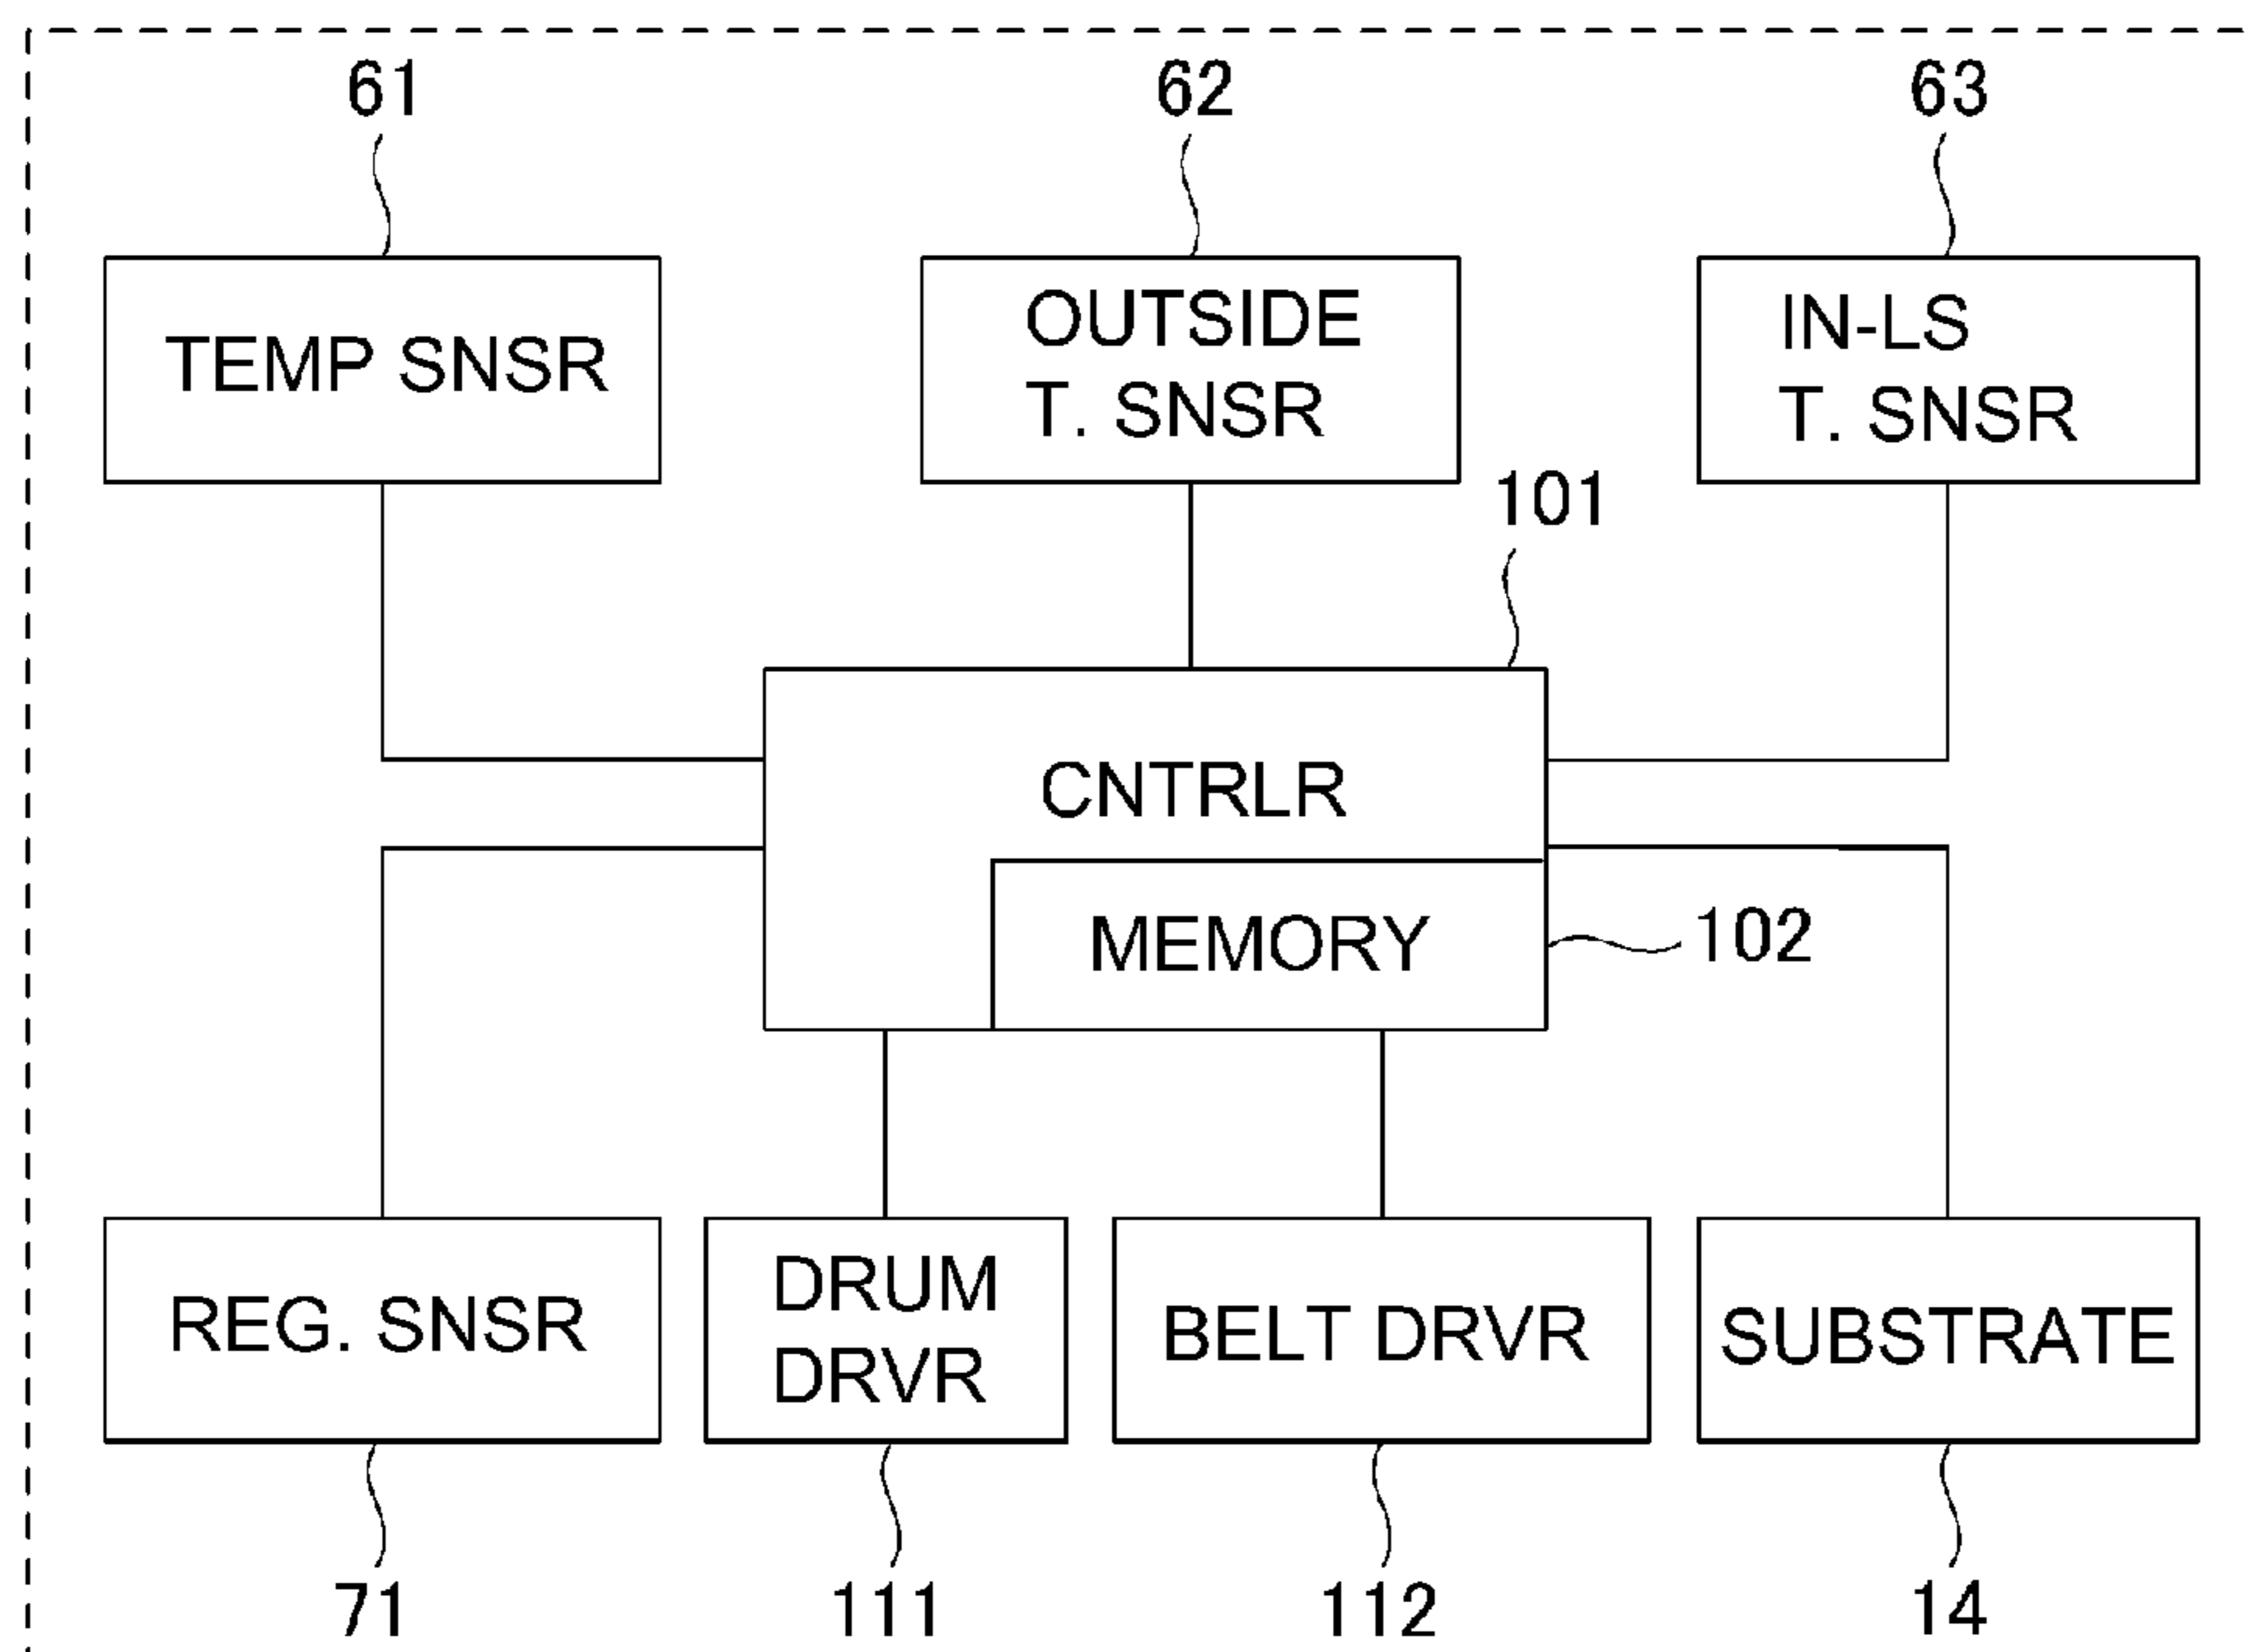 61
62
63
TEMP SNSR
OUTSIDE
T. SNSR
IN-LS
T. SNSR
101
CNTRLR
MEMORY
102
REG. SNSR
DRUM
DRVR
BELT DRVR
SUBSTRATE
71
111
112
14